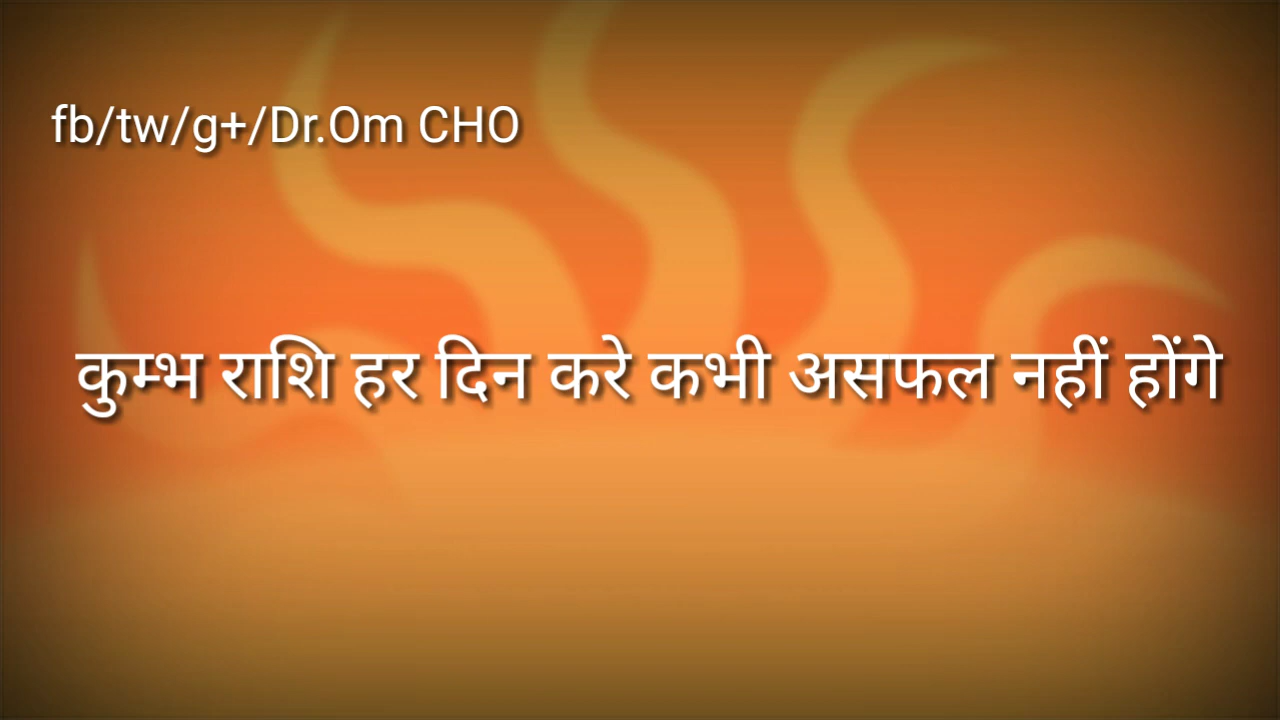 fb/tw/g+/Dr.Om CHO
कुम्भ राशि हर दिन करे कभी असफल नहीं होंगे